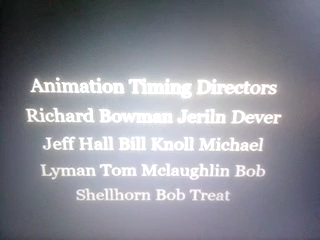 Animation Timing Directors
Richard Bowman Jeriln Dever
Jeff Hall Bill Knoll Michael
Lyman Tom Mclaughlin Bob
Shellhorn Bob Treat